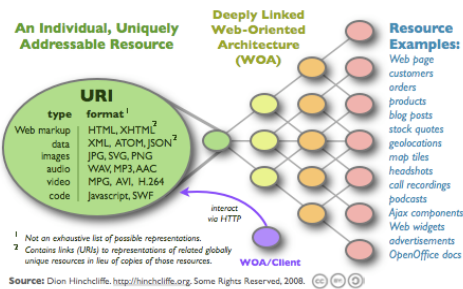 An Individual, Uniquely
Addressable Resource
Deeply Linked
Web-Oriented
Architecture
(WOA)
Resource
Examples:
URI
type format 1
Web markup HTML, XHTML 2
data XML, ATOM, JSON 2
images JPG, SVG, PNG
audio WAV, MP3, AAC
video MPG, AVI, H.264
code Javascript, SWF
Web page
customers
orders
products
blog posts
stock quotes
geolocations
map tiles
headshots
call recordings
podcasts
Ajax components
Web widgets
advertisements
OpenOffice docs
interact
via HTTP
WOA/Client
1 Not an exhaustive list of possible representations.
2 Contains links (URIs) to representations of related globally
unique resources in lieu of copies of those resources.
Source: Dion Hinchcliffe. http://hinchcliffe.org. Some Rights Reserved, 2008.